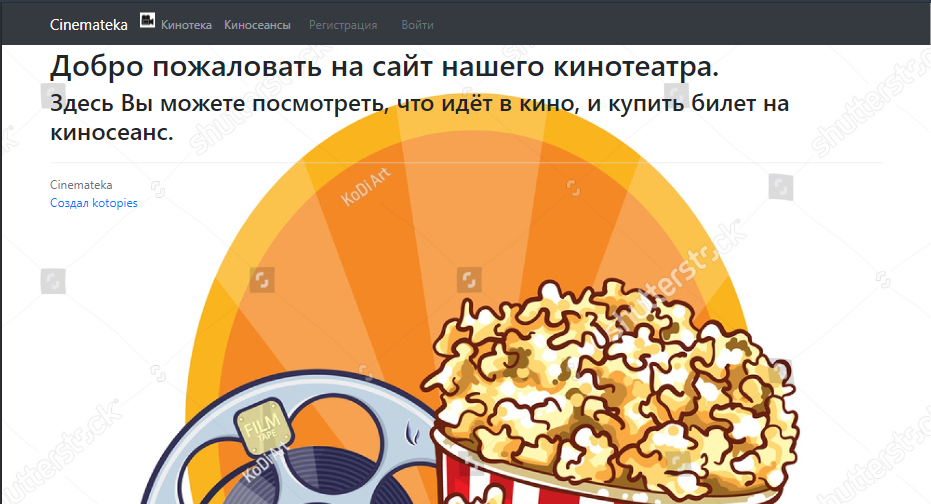 Cinemateka Кинотека Киносеансы Регистрация Войти
Добро пожаловать на сайт нашего кинотеатра.
Здесь Вы можете посмотреть, что идёт в кино, и купить билет на
киносеанс.
Cinemateka
Создал kotopies
KoDi Art
shutterstock
shutterstock
shutterstock
shutterstock
FILM
TAPE
KoDi Art
shutterstock